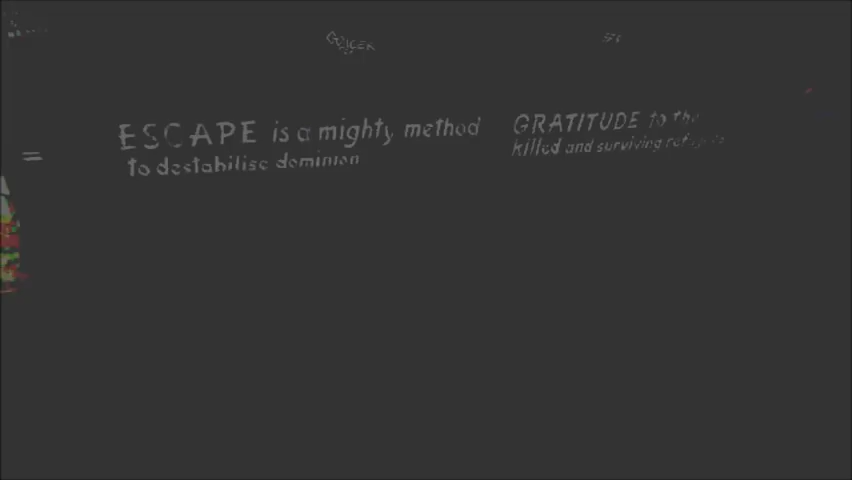 =
ESCAPE is a mighty method
to destabilise dominion
GRATITUDE to the
killed and surviving